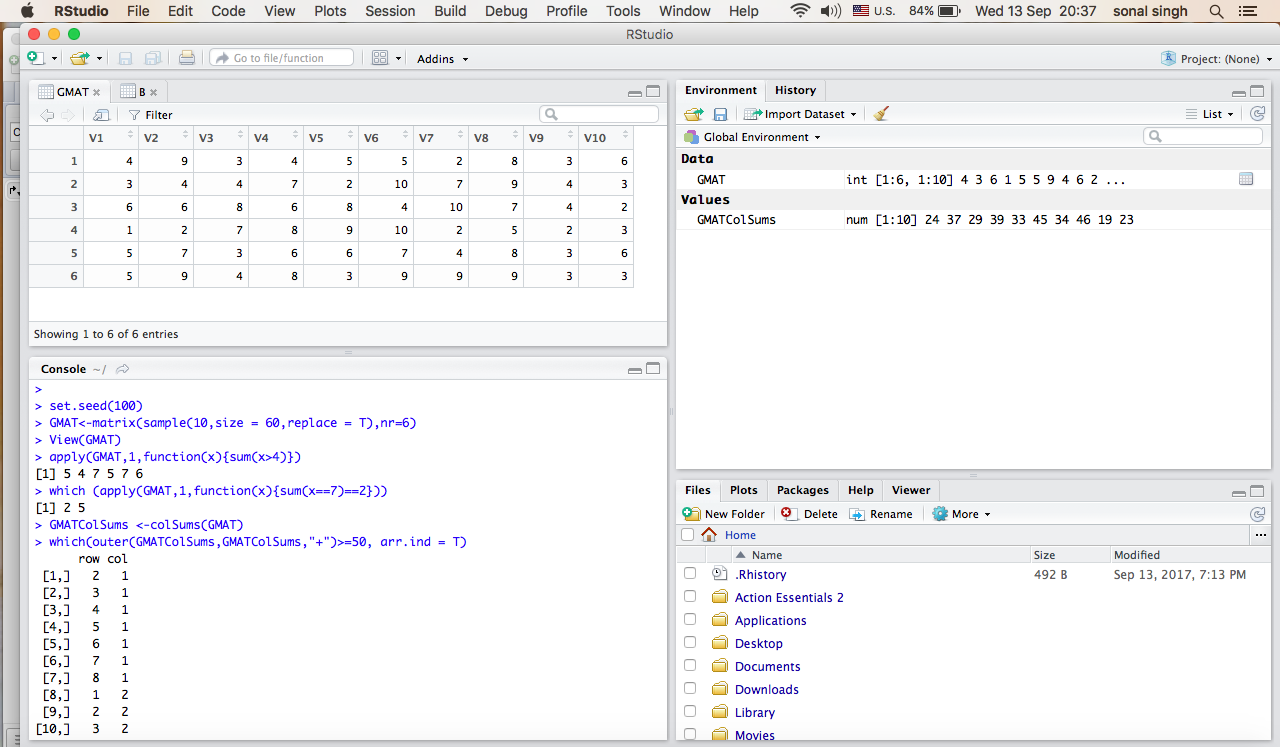 RStudio File Edit Code View Plots Session Build Debug Profile Tools Window Help U.S. 84% Wed 13 Sep 20:37 sonal singh
RStudio
Go to file/function Addins Project: (None)
GMAT B
Filter
V1 V2 V3 V4 V5 V6 V7 V8 V9 V10
1 4 9 3 4 5 5 2 8 3 6
2 3 4 4 7 2 10 7 9 4 3
3 6 6 8 6 8 4 10 7 4 2
4 1 2 7 8 9 10 2 5 2 3
5 5 7 3 6 6 7 4 8 3 6
6 5 9 4 8 3 9 9 9 3 3
Showing 1 to 6 of 6 entries
Console ~/
>
> set.seed(100)
> GMAT<-matrix(sample(10,size = 60,replace = T),nr=6)
> View(GMAT)
> apply(GMAT,1,function(x){sum(x>4)})
[1] 5 4 7 5 7 6
> which (apply(GMAT,1,function(x){sum(x==7)==2}))
[1] 2 5
> GMATColSums <-colSums(GMAT)
> which(outer(GMATColSums,GMATColSums,"+")>=50, arr.ind = T)
row col
[1,] 2 1
[2,] 3 1
[3,] 4 1
[4,] 5 1
[5,] 6 1
[6,] 7 1
[7,] 8 1
[8,] 1 2
[9,] 2 2
[10,] 3 2
Environment History
Import Dataset List
Global Environment
Data
GMAT int [1:6, 1:10] 4 3 6 1 5 5 9 4 6 2 ...
Values
GMATColSums num [1:10] 24 37 29 39 33 45 34 46 19 23
Files Plots Packages Help Viewer
New Folder Delete Rename More
Home ...
Name Size Modified
.Rhistory 492 B Sep 13, 2017, 7:13 PM
Action Essentials 2
Applications
Desktop
Documents
Downloads
Library
Movies